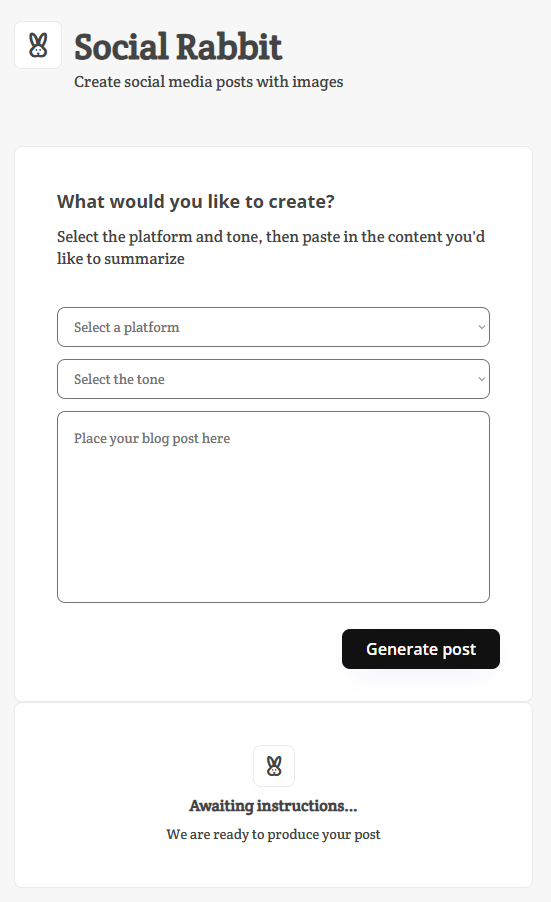 Social Rabbit
Create social media posts with images
What would you like to create?
Select the platform and tone, then paste in the content you'd
like to summarize
Select a platform
Select the tone
Place your blog post here
Generate post
Awaiting instructions...
We are ready to produce your post